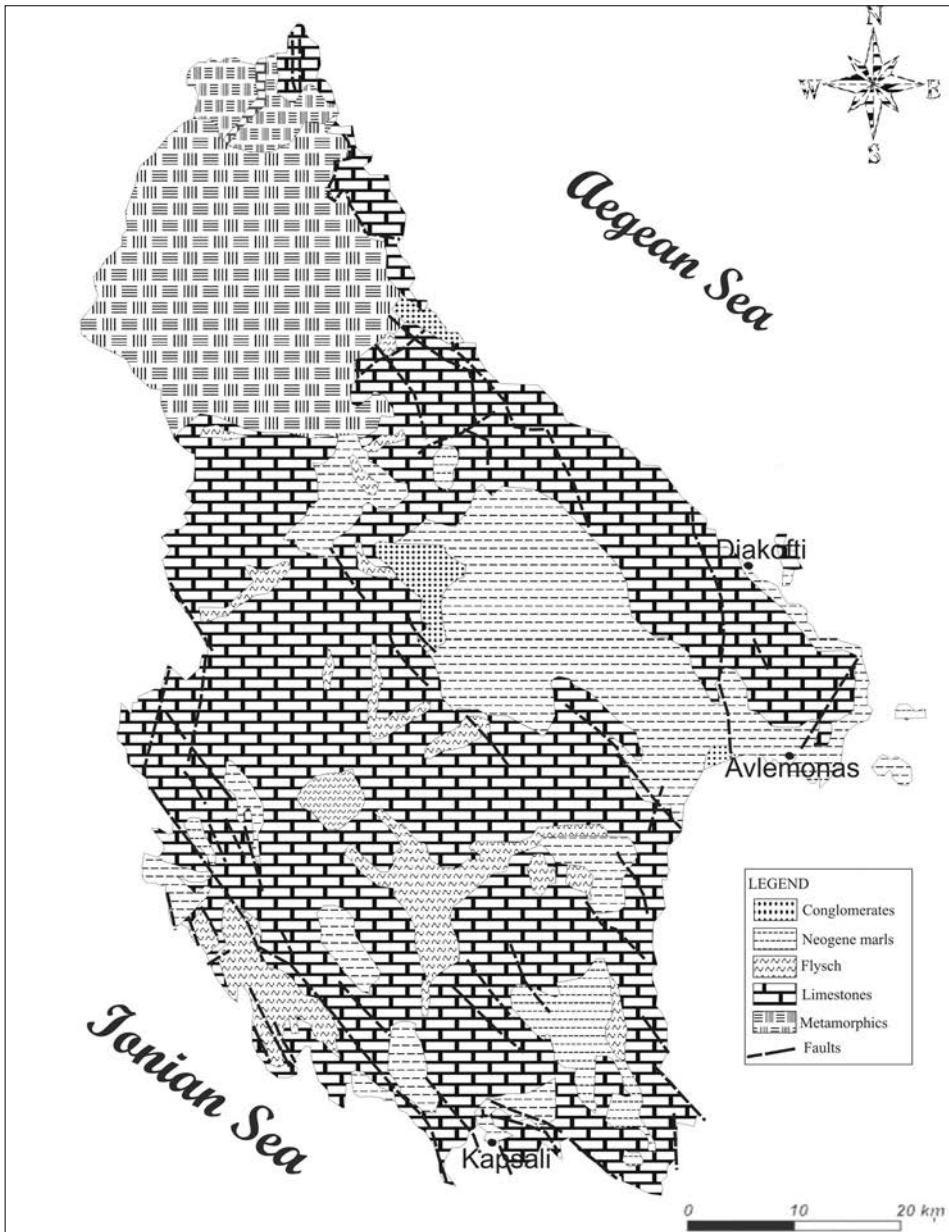 N
W E
S
Aegean Sea
Diakofti
Avlemonas
LEGEND
Conglomerates
Neogene marls
Flysch
Limestones
Metamorphics
Faults
Ionian Sea
Kapsali
0 10 20 km